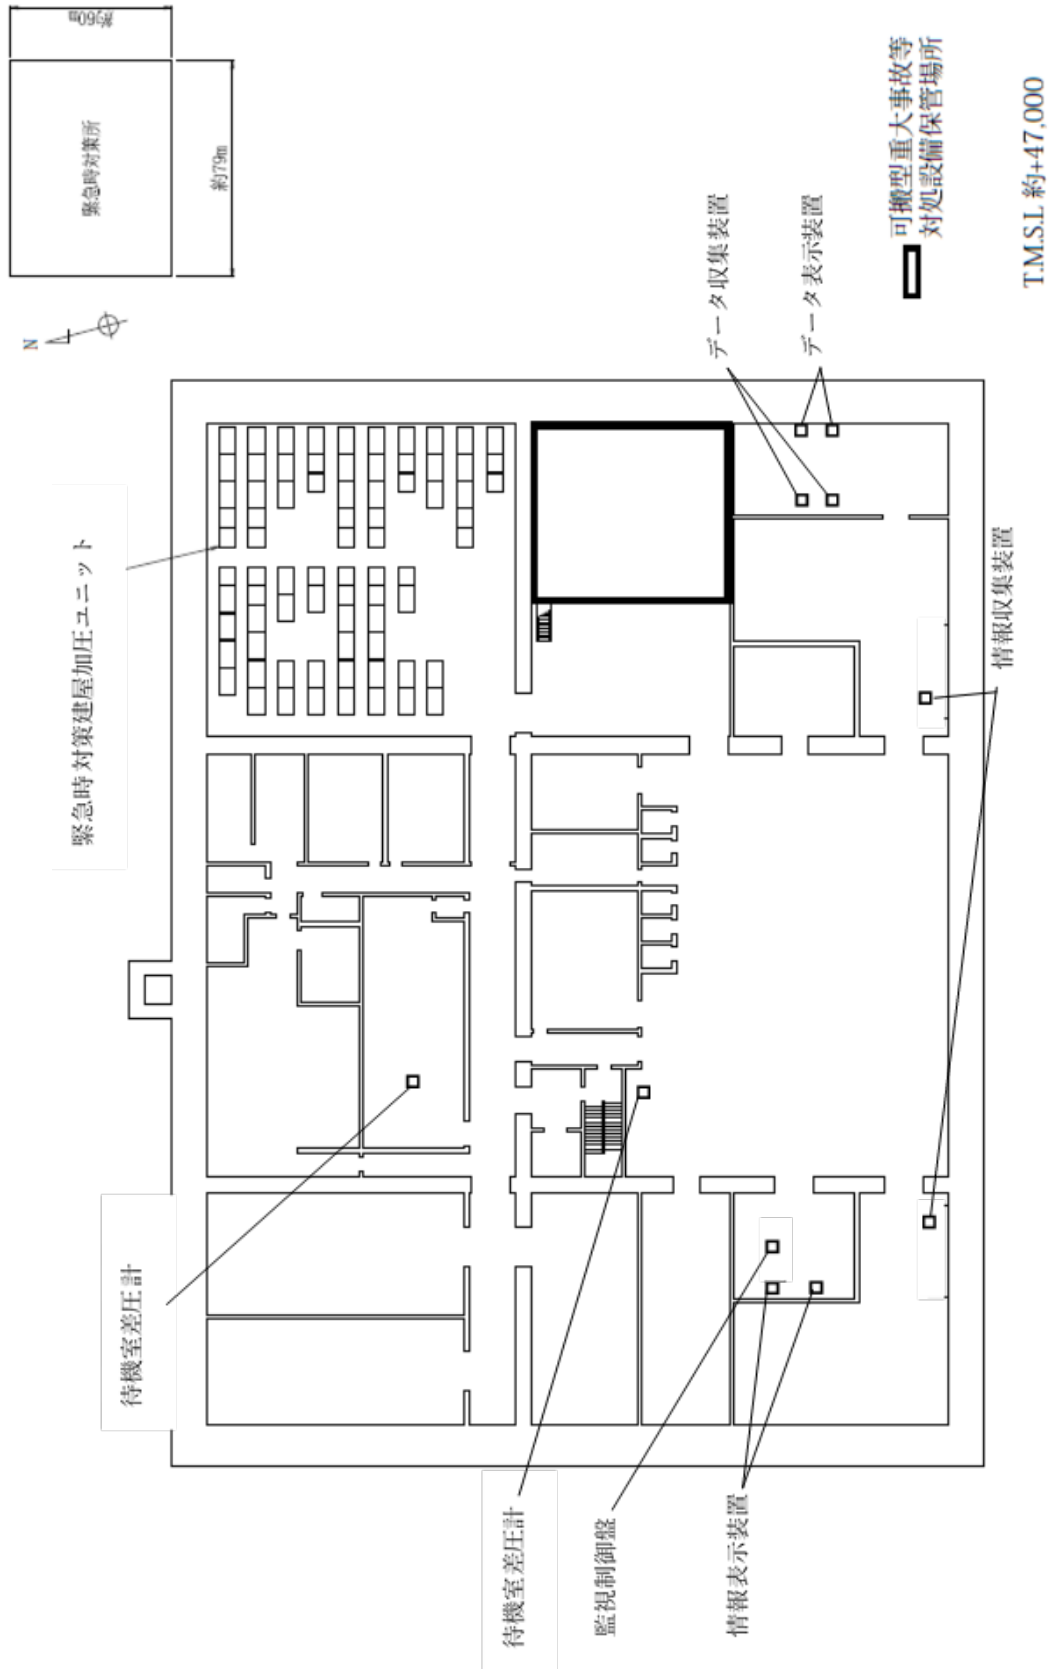 約60m
緊急時対策所
約79m
N
緊急時対策建屋加圧ユニット
データ収集装置
データ表示装置
可搬型重大事故等
対処設備保管場所
T.M.S.L 約+47,000
情報収集装置
待機室差圧計
待機室差圧計
監視制御盤
情報表示装置